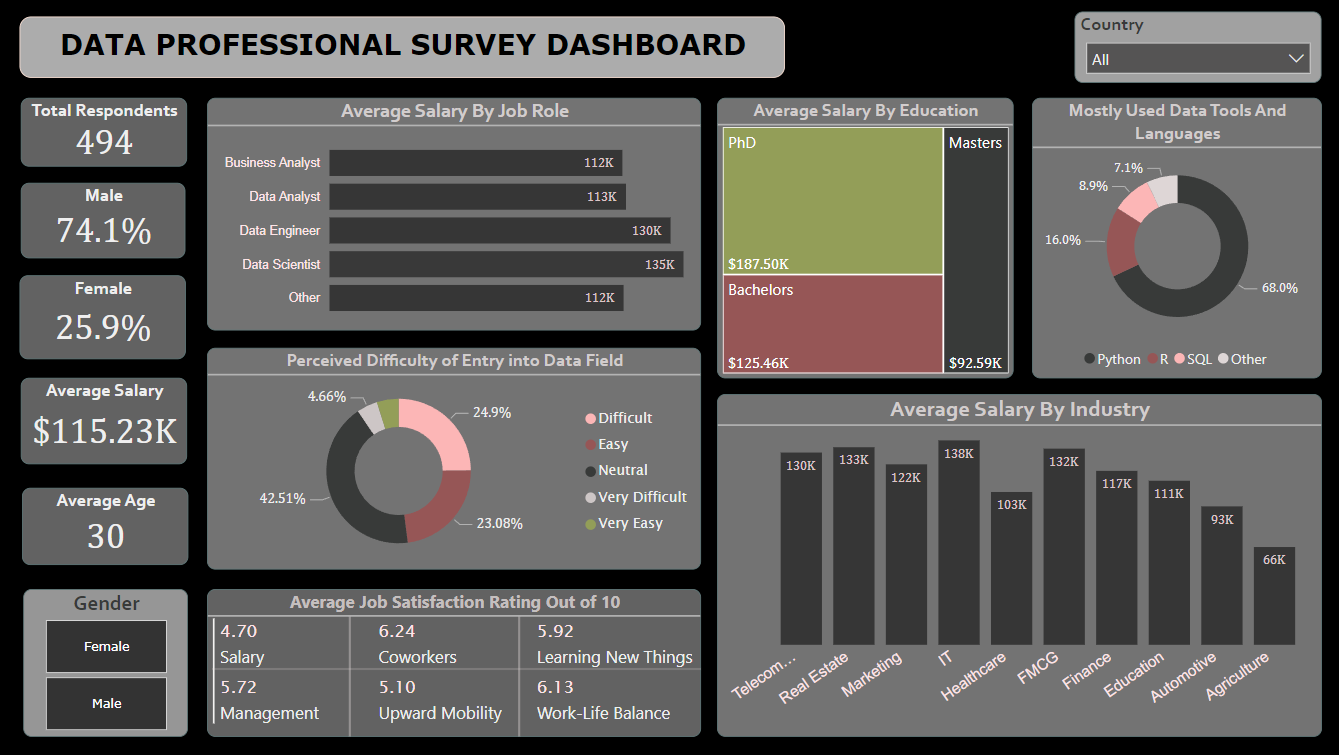 DATA PROFESSIONAL SURVEY DASHBOARD
Country
All
Total Respondents
494
Male
74.1%
Female
25.9%
Average Salary
$115.23K
Average Age
30
Gender
Female
Male
Average Salary By Job Role
Business Analyst 112K
Data Analyst 113K
Data Engineer 130K
Data Scientist 135K
Other 112K
Perceived Difficulty of Entry into Data Field
4.66%
24.9%
42.51%
23.08%
Difficult
Easy
Neutral
Very Difficult
Very Easy
Average Job Satisfaction Rating Out of 10
4.70 6.24 5.92
Salary Coworkers Learning New Things
5.72 5.10 6.13
Management Upward Mobility Work-Life Balance
Average Salary By Education
PhD
$187.50K
Bachelors
$125.46K
Masters
$92.59K
Mostly Used Data Tools And
Languages
7.1%
8.9%
16.0%
68.0%
Python R SQL Other
Average Salary By Industry
130K 133K 122K 138K 103K 132K 117K 111K 93K 66K
Telecom... Real Estate Marketing IT Healthcare FMCG Finance Education Automotive Agriculture